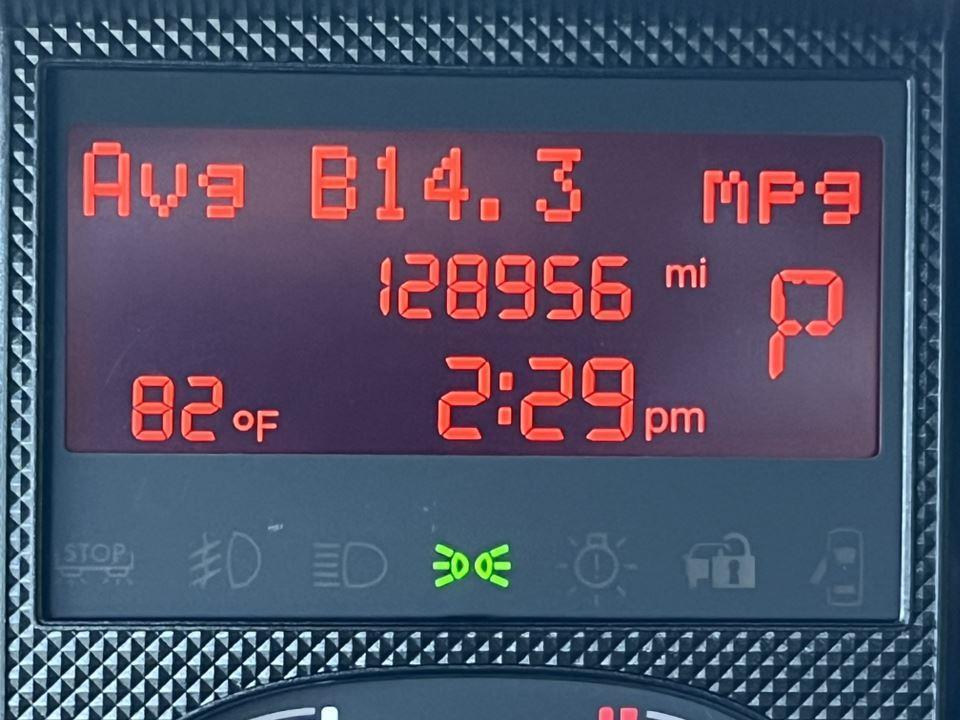 Avg B14.3 mpg
128956 mi
P
82 °F 2:29 pm
STOP